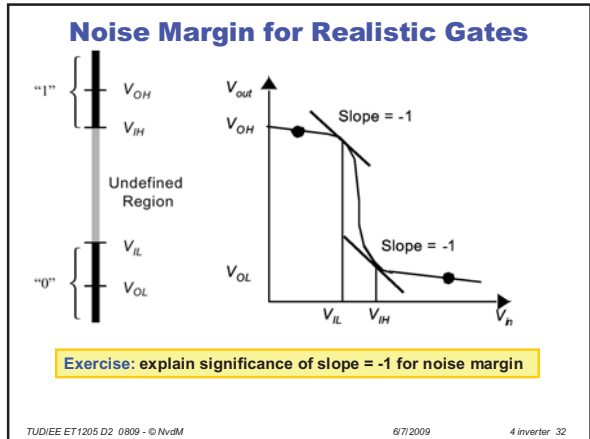 Noise Margin for Realistic Gates
"1"
V_OH
V_IH
Undefined
Region
V_IL
"0"
V_OL
V_out
V_OH
Slope = -1
Slope = -1
V_OL
V_IL
V_IH
V_in
Exercise: explain significance of slope = -1 for noise margin
TUD/EE ET1205 D2 0809 - © NvdM
6/7/2009
4 inverter 32